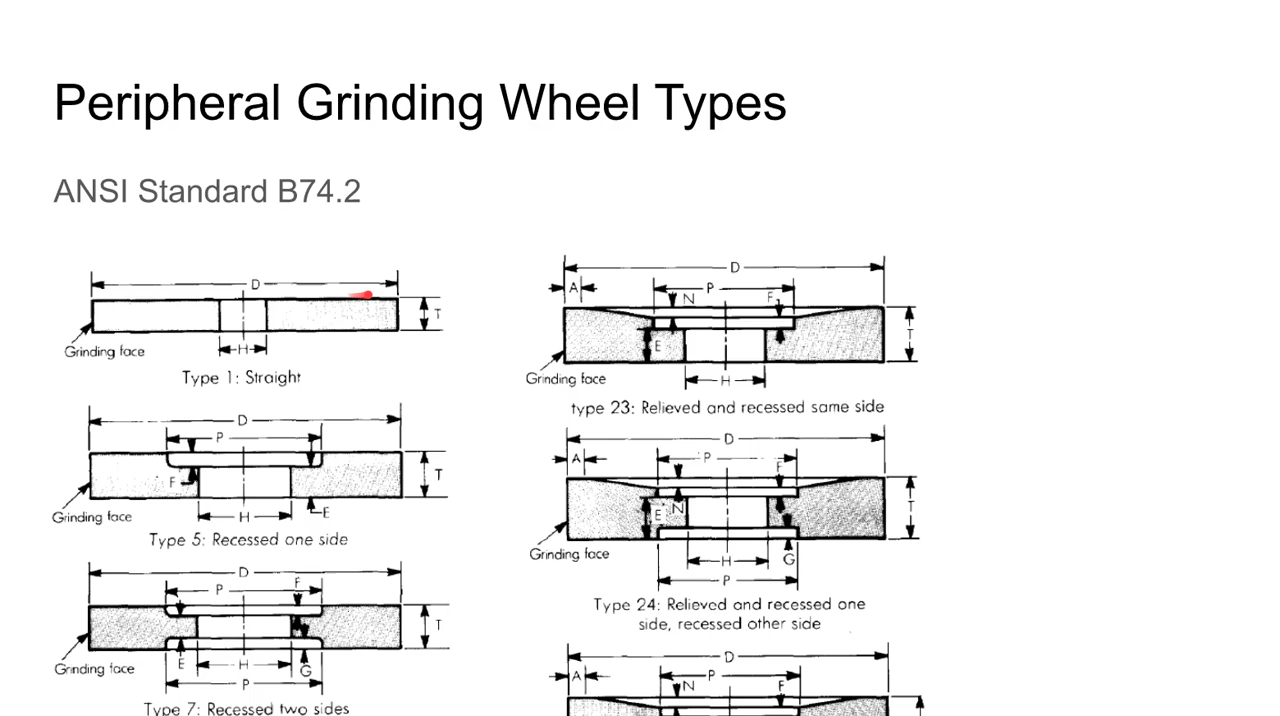 Peripheral Grinding Wheel Types
ANSI Standard B74.2
D
T
Grinding face
H
Type 1: Straight
D
P
F
T
Grinding face
H
E
Type 5: Recessed one side
D
P
F
T
Grinding face
E
H
G
P
Type 7: Recessed two sides
D
A
P
N
F
E
T
Grinding face
H
type 23: Relieved and recessed same side
D
A
P
F
E
N
T
Grinding face
H
G
P
Type 24: Relieved and recessed one
side, recessed other side
D
A
P
N
F